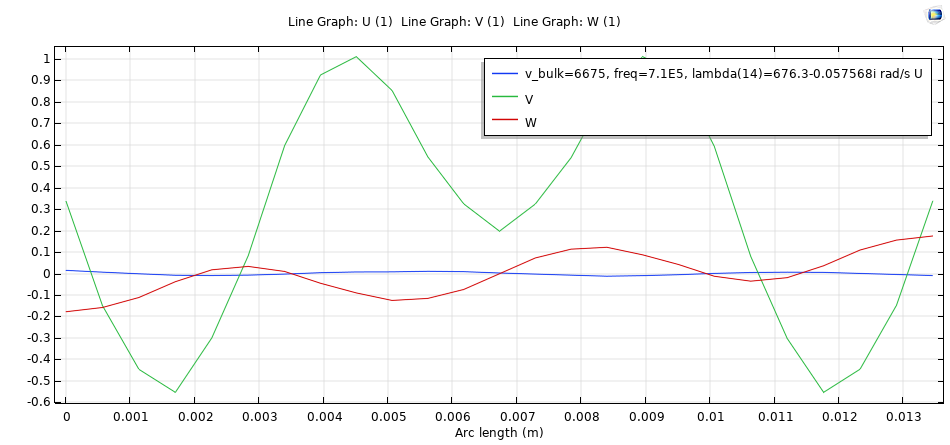 Line Graph: U (1) Line Graph: V (1) Line Graph: W (1)
v_bulk=6675, freq=7.1E5, lambda(14)=676.3-0.057568i rad/s U
V
W
1
0.9
0.8
0.7
0.6
0.5
0.4
0.3
0.2
0.1
0
-0.1
-0.2
-0.3
-0.4
-0.5
-0.6
0 0.001 0.002 0.003 0.004 0.005 0.006 0.007 0.008 0.009 0.01 0.011 0.012 0.013
Arc length (m)